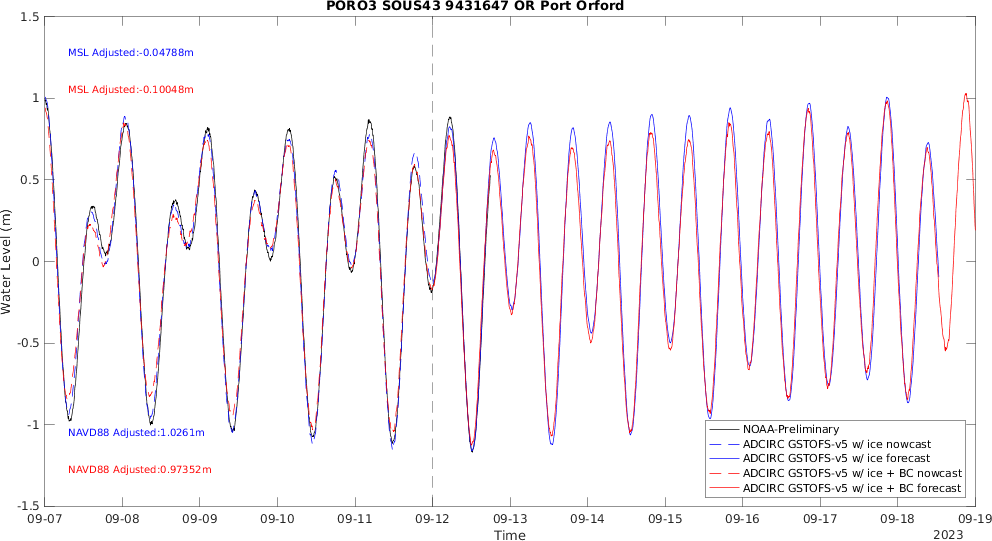 PORO3 SOUS43 9431647 OR Port Orford
1.5
1
0.5
0
-0.5
-1
-1.5
Water Level (m)
MSL Adjusted:-0.04788m
MSL Adjusted:-0.10048m
NAVD88 Adjusted:1.0261m
NAVD88 Adjusted:0.97352m
NOAA-Preliminary
ADCIRC GSTOFS-v5 w/ ice nowcast
ADCIRC GSTOFS-v5 w/ ice forecast
ADCIRC GSTOFS-v5 w/ ice + BC nowcast
ADCIRC GSTOFS-v5 w/ ice + BC forecast
09-07 09-08 09-09 09-10 09-11 09-12 09-13 09-14 09-15 09-16 09-17 09-18 09-19
Time
2023